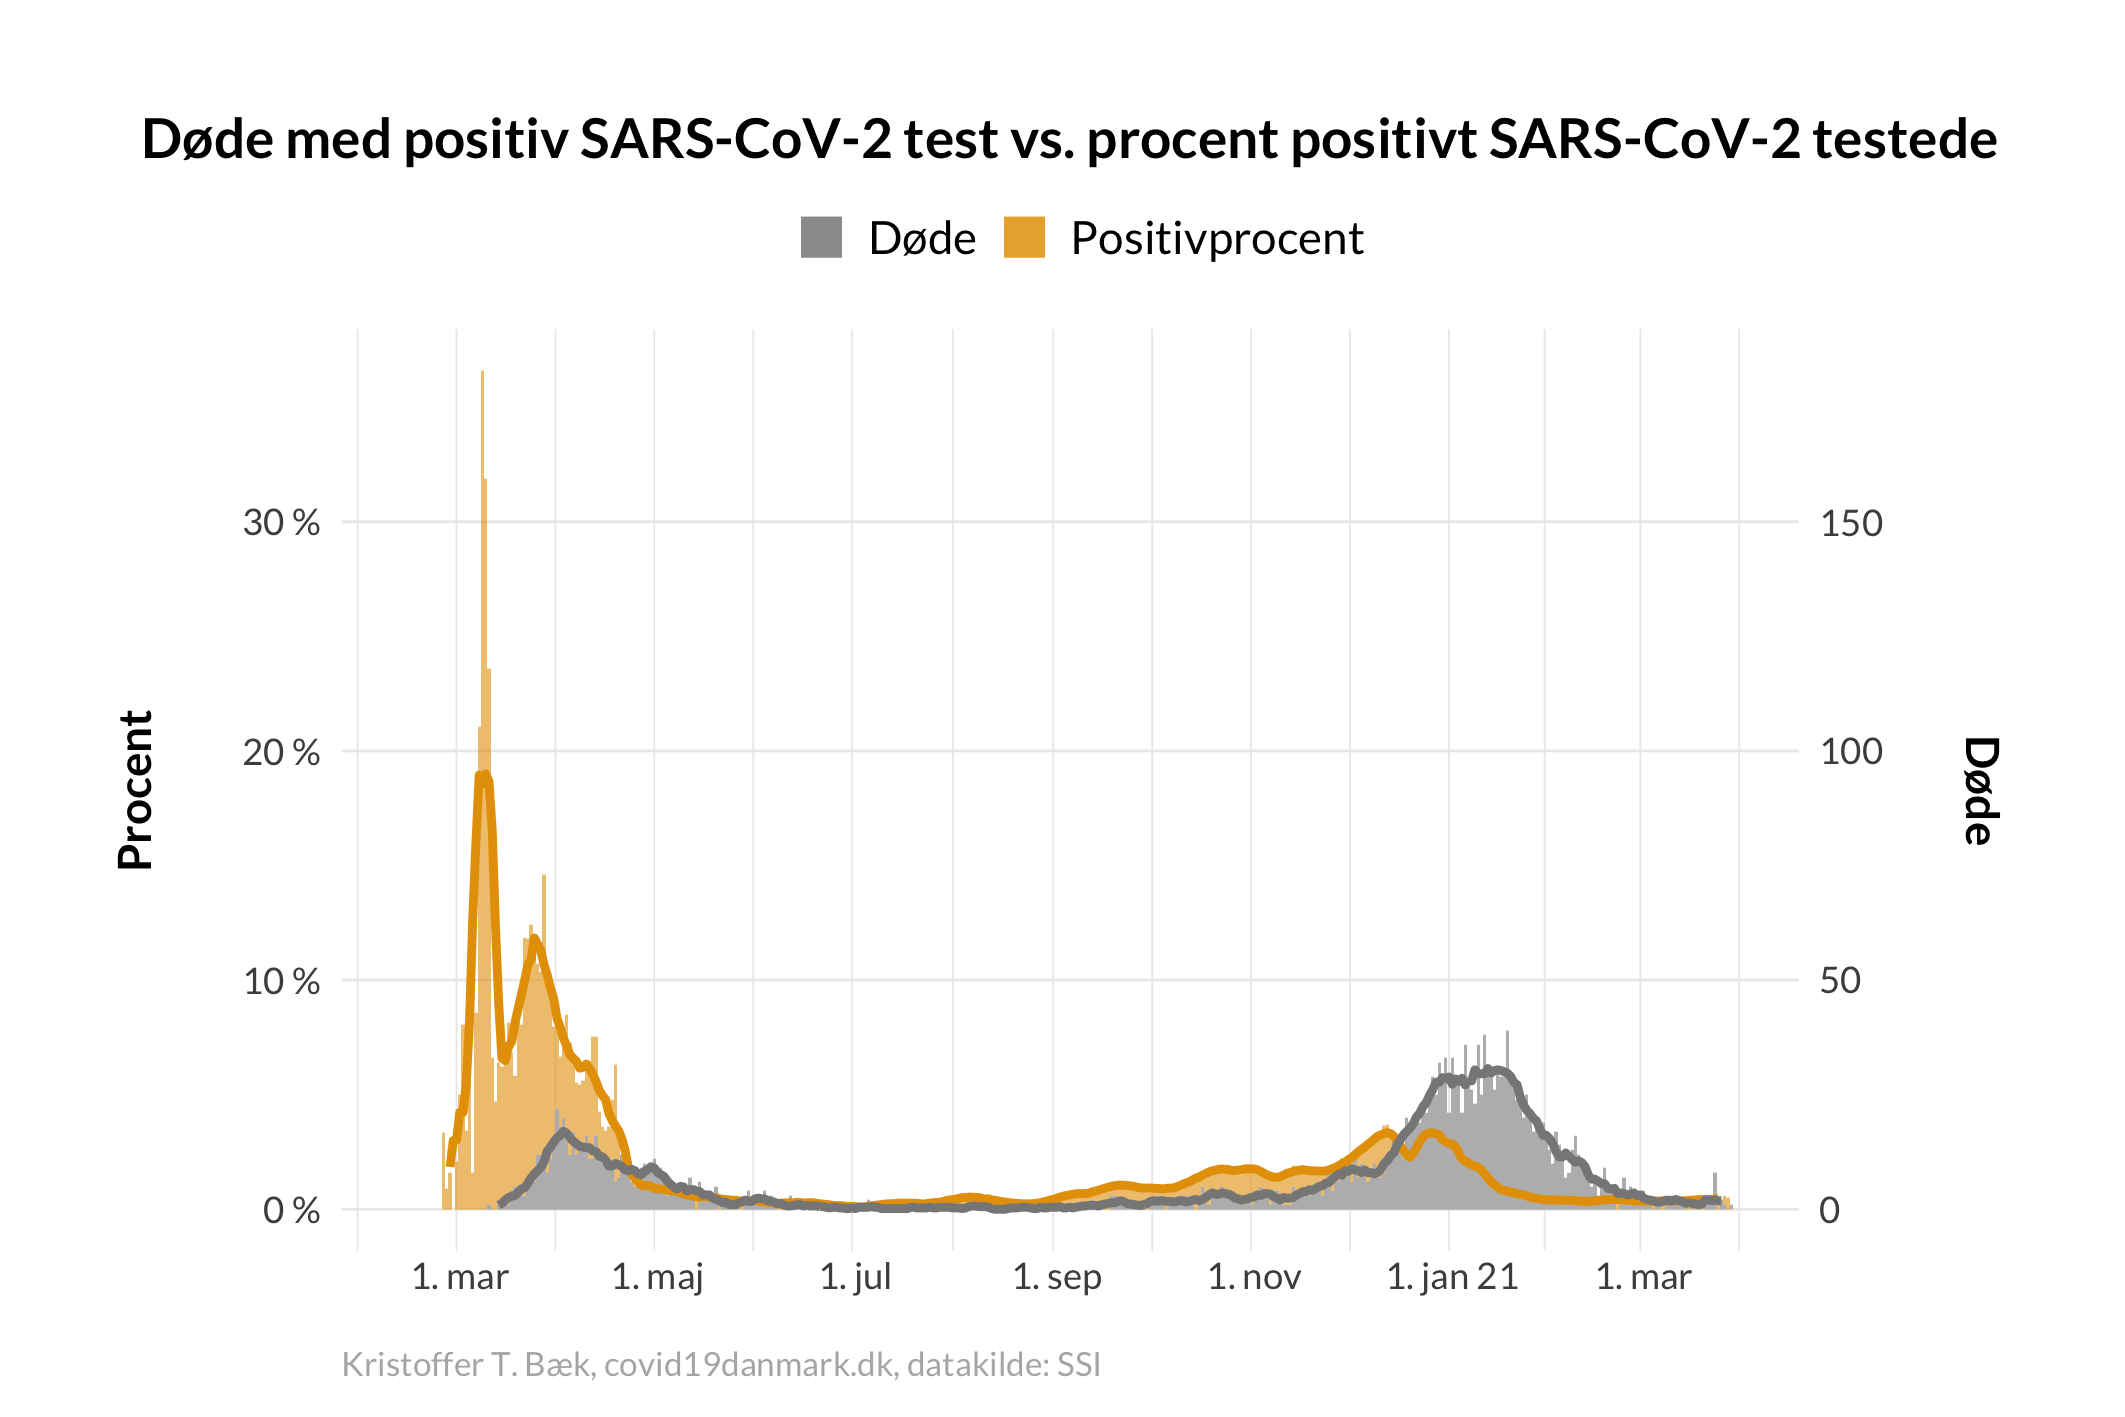 Døde med positiv SARS-CoV-2 test vs. procent positivt SARS-CoV-2 testede
Døde Positivprocent
Procent
Døde
30 % 150
20 % 100
10 % 50
0 % 0
1. mar 1. maj 1. jul 1. sep 1. nov 1. jan 21 1. mar
Kristoffer T. Bæk, covid19danmark.dk, datakilde: SSI